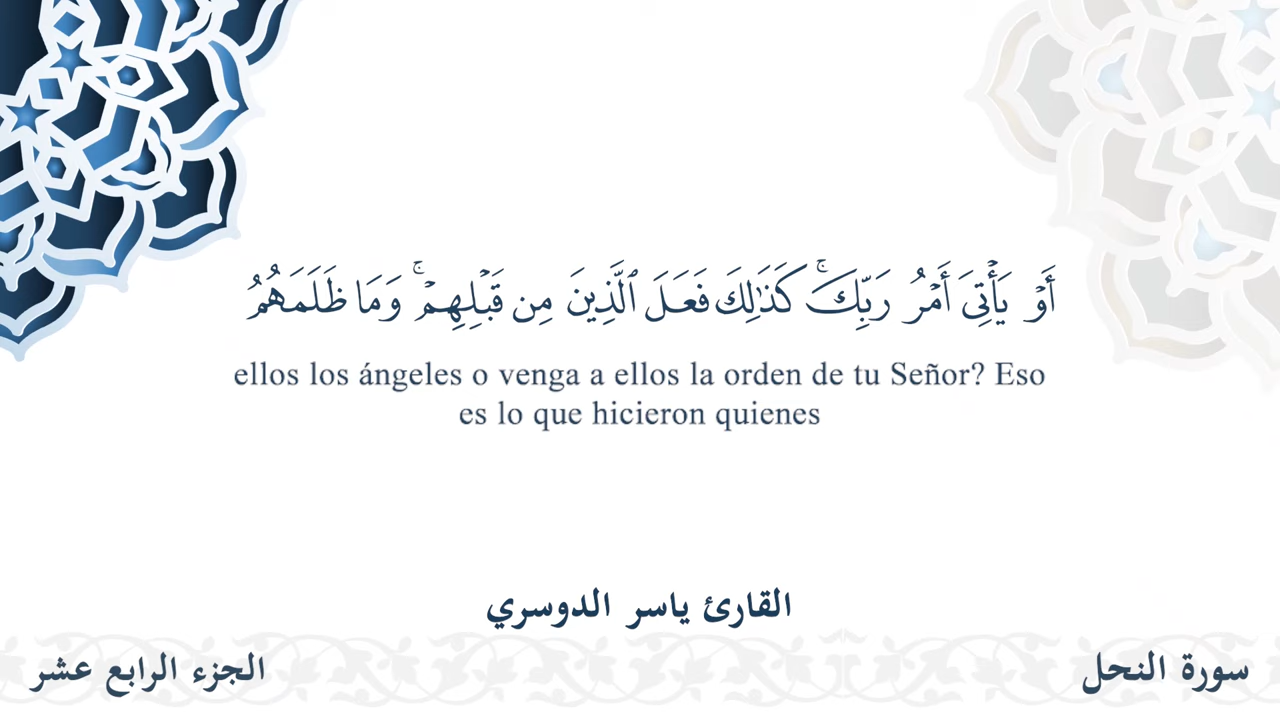 أَوۡ يَأۡتِيَ أَمۡرُ رَبِّكَۚ كَذَٰلِكَ فَعَلَ ٱلَّذِينَ مِن قَبۡلِهِمۡۚ وَمَا ظَلَمَهُمُ
ellos los ángeles o venga a ellos la orden de tu Señor? Eso
es lo que hicieron quienes
القارئ ياسر الدوسري
سورة النحل
الجزء الرابع عشر